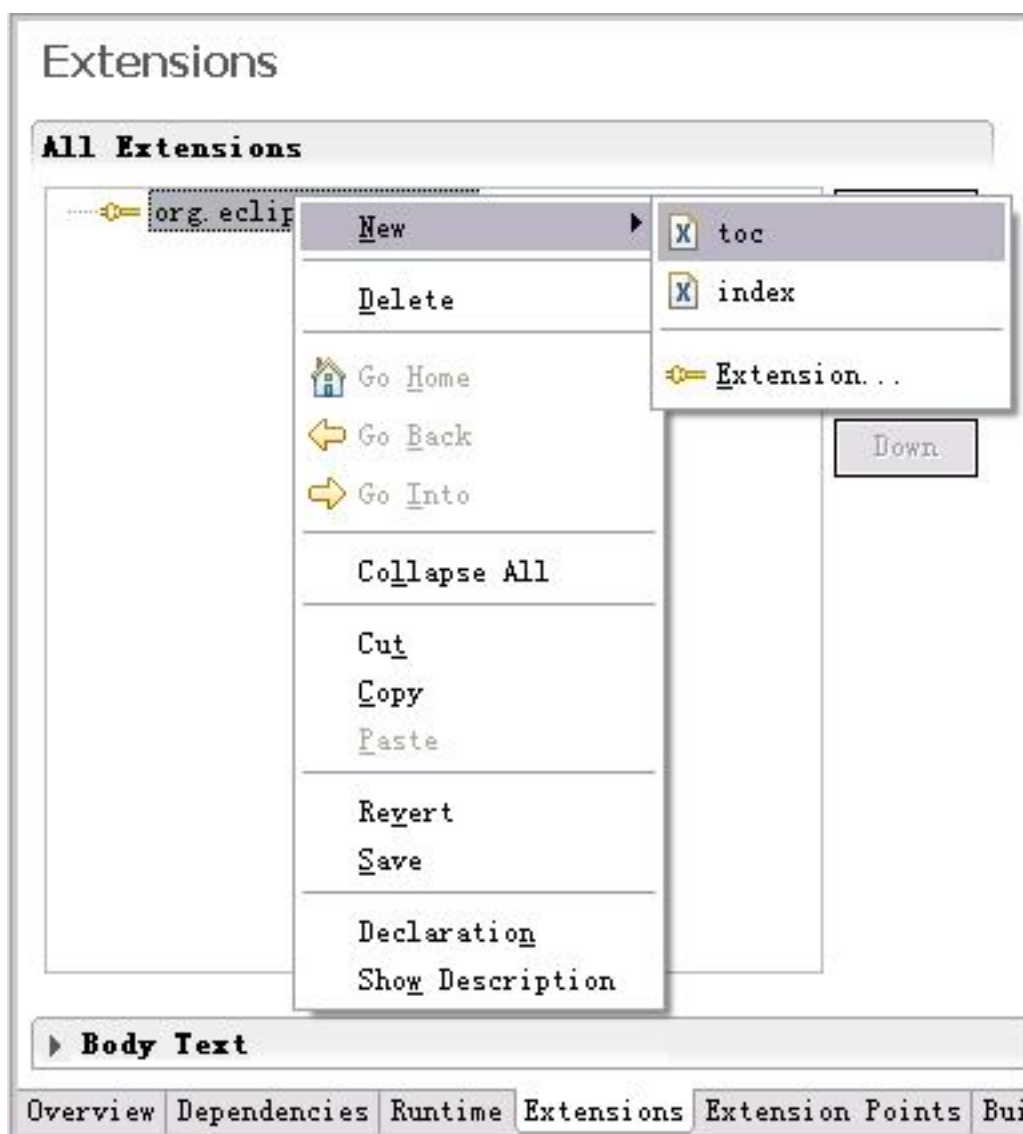 Extensions
All Extensions
org.eclip
New
toc
index
Extension...
Delete
Go Home
Go Back
Go Into
Down
Collapse All
Cut
Copy
Paste
Revert
Save
Declaration
Show Description
Body Text
Overview Dependencies Runtime Extensions Extension Points Bui